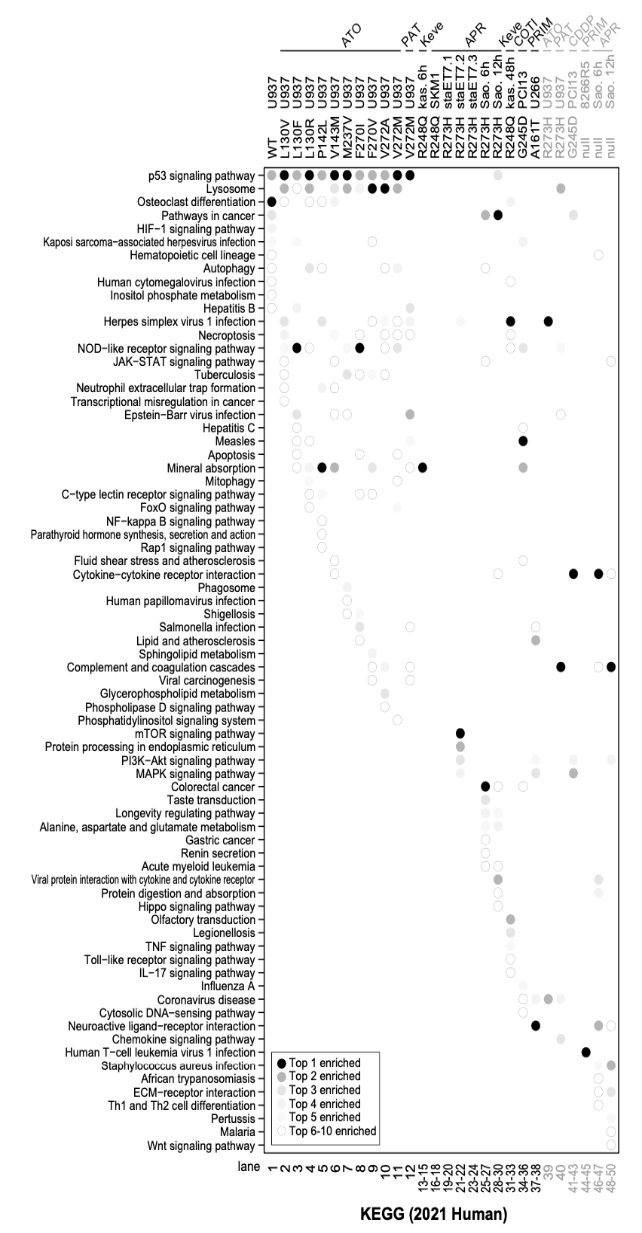 ATO PAT Keve APR Keve COTI PRIM ATO PAT CDDP PRIM APR
U937 U937 U937 U937 U937 U937 U937 U937 U937 U937 U937 U937 kas. 6h SKM1 staET7.1 staET7.2 staET7.3 Sao. 6h Sao. 12h kas. 48h PCI13 U266 U937 U937 PCI13 8266R5 Sao. 6h Sao. 12h
WT L130V L130F L130R P142L V143M M237V F270I F270V V272A V272M V272M R248Q R248Q R273H R273H R273H R273H R273H R248Q G245D A161T R273H R273H G245D null null null
p53 signaling pathway
Lysosome
Osteoclast differentiation
Pathways in cancer
HIF−1 signaling pathway
Kaposi sarcoma−associated herpesvirus infection
Hematopoietic cell lineage
Autophagy
Human cytomegalovirus infection
Inositol phosphate metabolism
Hepatitis B
Herpes simplex virus 1 infection
Necroptosis
NOD−like receptor signaling pathway
JAK−STAT signaling pathway
Tuberculosis
Neutrophil extracellular trap formation
Transcriptional misregulation in cancer
Epstein−Barr virus infection
Hepatitis C
Measles
Apoptosis
Mineral absorption
Mitophagy
C−type lectin receptor signaling pathway
FoxO signaling pathway
NF−kappa B signaling pathway
Parathyroid hormone synthesis, secretion and action
Rap1 signaling pathway
Fluid shear stress and atherosclerosis
Cytokine−cytokine receptor interaction
Phagosome
Human papillomavirus infection
Shigellosis
Salmonella infection
Lipid and atherosclerosis
Sphingolipid metabolism
Complement and coagulation cascades
Viral carcinogenesis
Glycerophospholipid metabolism
Phospholipase D signaling pathway
Phosphatidylinositol signaling system
mTOR signaling pathway
Protein processing in endoplasmic reticulum
PI3K−Akt signaling pathway
MAPK signaling pathway
Colorectal cancer
Taste transduction
Longevity regulating pathway
Alanine, aspartate and glutamate metabolism
Gastric cancer
Renin secretion
Acute myeloid leukemia
Viral protein interaction with cytokine and cytokine receptor
Protein digestion and absorption
Hippo signaling pathway
Olfactory transduction
Legionellosis
TNF signaling pathway
Toll−like receptor signaling pathway
IL−17 signaling pathway
Influenza A
Coronavirus disease
Cytosolic DNA−sensing pathway
Neuroactive ligand−receptor interaction
Chemokine signaling pathway
Human T−cell leukemia virus 1 infection
Staphylococcus aureus infection
African trypanosomiasis
ECM−receptor interaction
Th1 and Th2 cell differentiation
Pertussis
Malaria
Wnt signaling pathway
Top 1 enriched
Top 2 enriched
Top 3 enriched
Top 4 enriched
Top 5 enriched
Top 6-10 enriched
lane 1 2 3 4 5 6 7 8 9 10 11 12 13-15 16-18 19-20 21-22 23-24 25-27 28-30 31-33 34-36 37-38 39 40 41-43 44-45 46-47 48-50
KEGG (2021 Human)